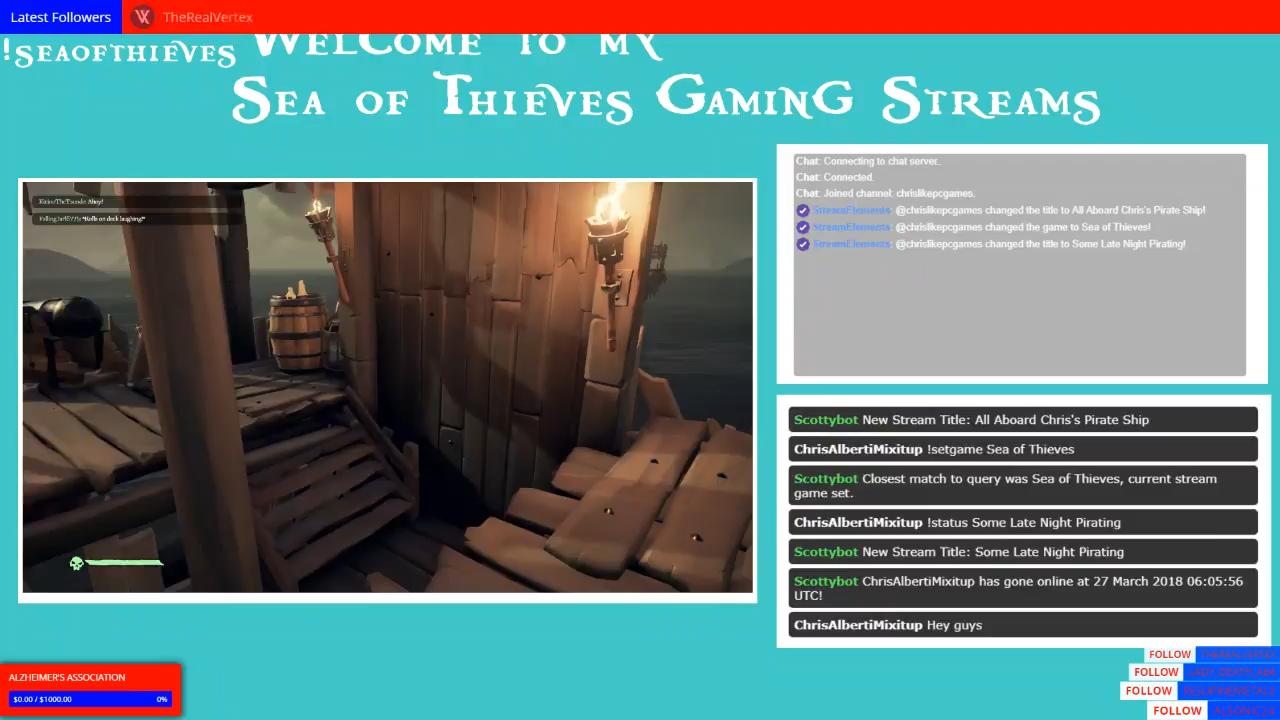 Latest Followers
TheRealVertex
!SEAOFTHIEVES
WELCOME TO MY
SEA OF THIEVES GAMING STREAMS
Ahoy!
*Rolls on deck laughing*
Chat: Connecting to chat server..
Chat: Connected.
Chat: Joined channel: chrislikepcgames.
StreamElements: @chrislikepcgames changed the title to All Aboard Chris's Pirate Ship!
StreamElements: @chrislikepcgames changed the game to Sea of Thieves!
StreamElements: @chrislikepcgames changed the title to Some Late Night Pirating!
Scottybot New Stream Title: All Aboard Chris's Pirate Ship
ChrisAlbertiMixitup !setgame Sea of Thieves
Scottybot Closest match to query was Sea of Thieves, current stream
game set.
ChrisAlbertiMixitup !status Some Late Night Pirating
Scottybot New Stream Title: Some Late Night Pirating
Scottybot ChrisAlbertiMixitup has gone online at 27 March 2018 06:05:56
UTC!
ChrisAlbertiMixitup Hey guys
ALZHEIMER'S ASSOCIATION
$0.00 / $1000.00
0%
FOLLOW THEREALVERTEX
FOLLOW
FOLLOW
FOLLOW